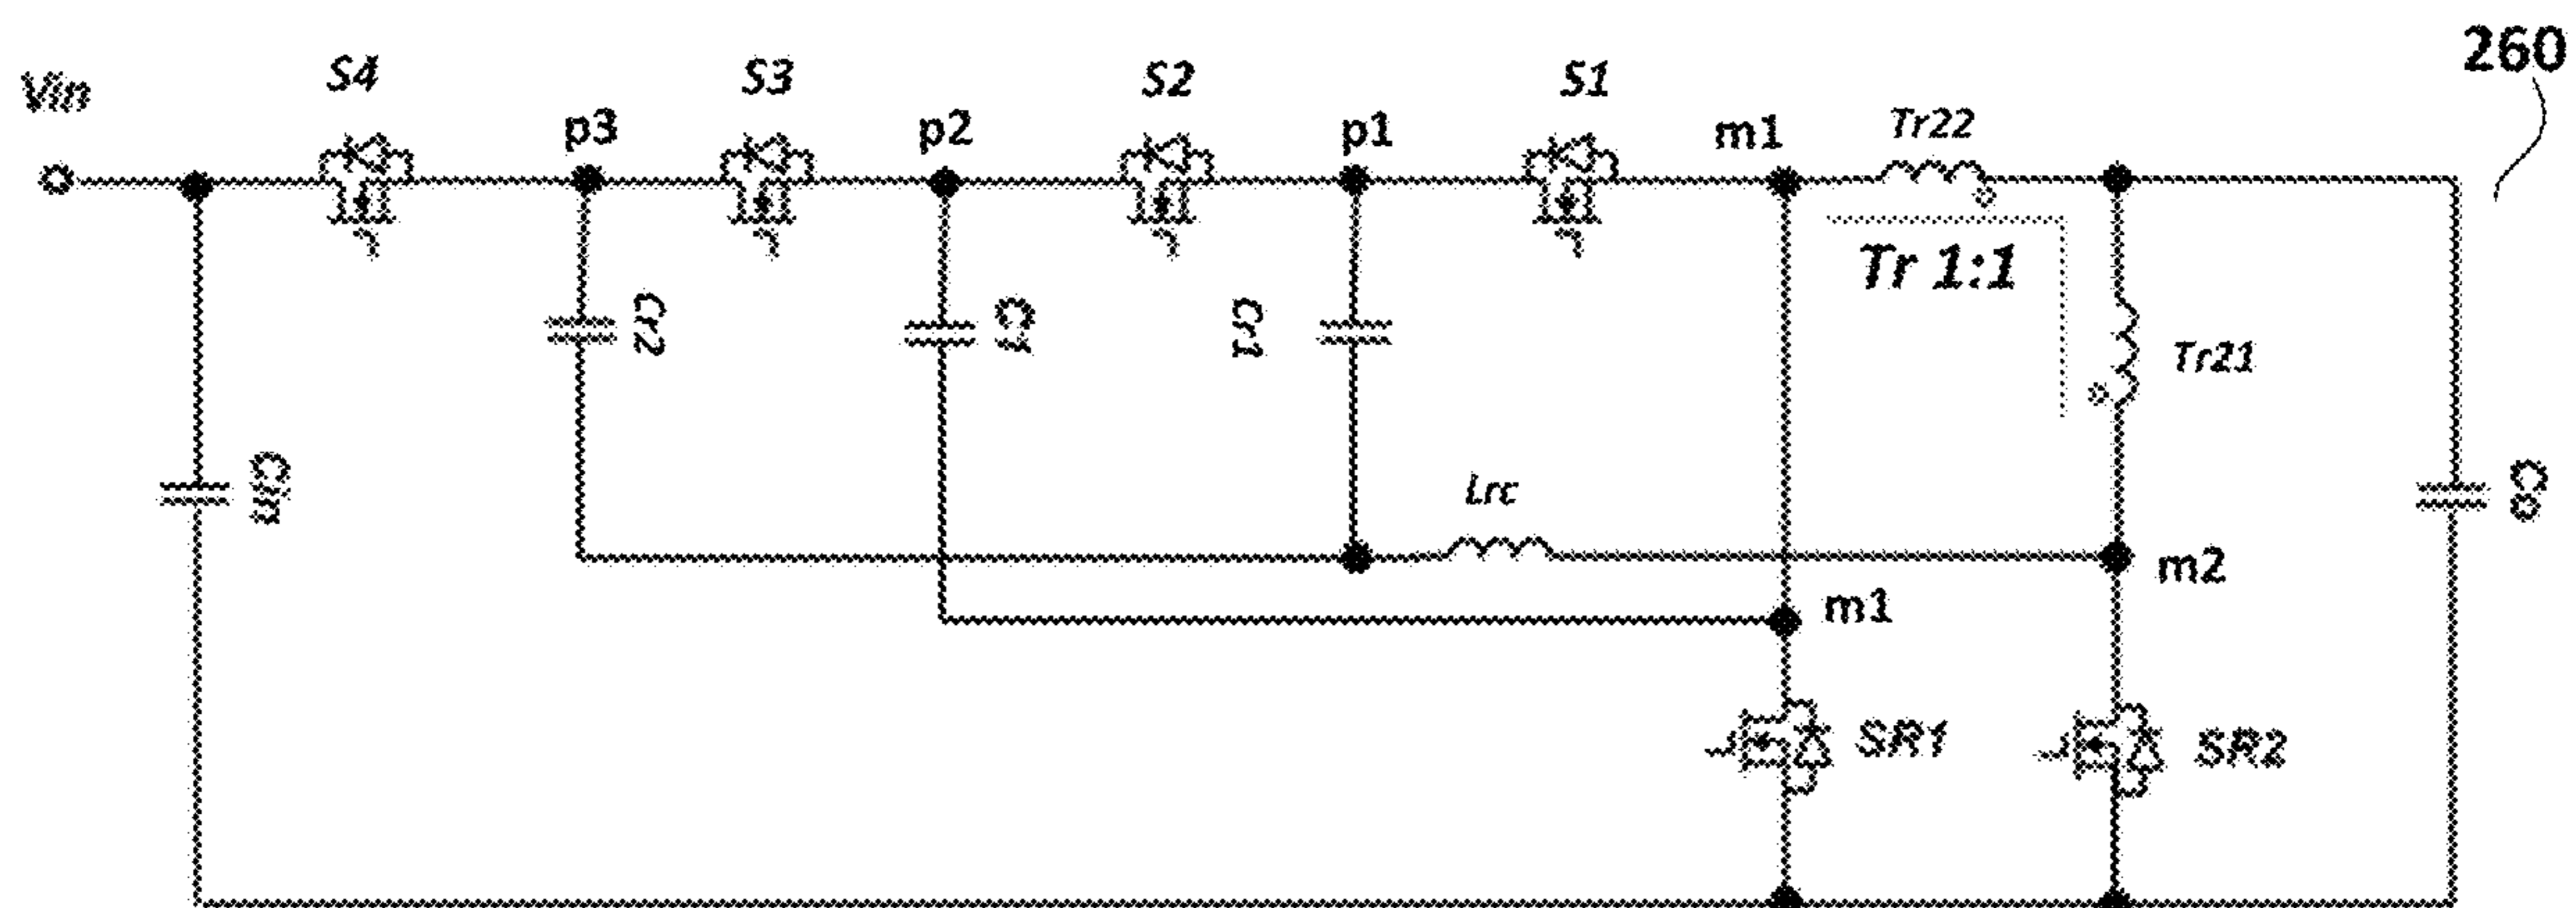 260
Vin
S4
S3
S2
S1
p3
p2
p1
m1
Tr22
Tr 1:1
Cr2
Cr1
Tr21
Lrc
Cin
Co
m2
m1
SR1
SR2